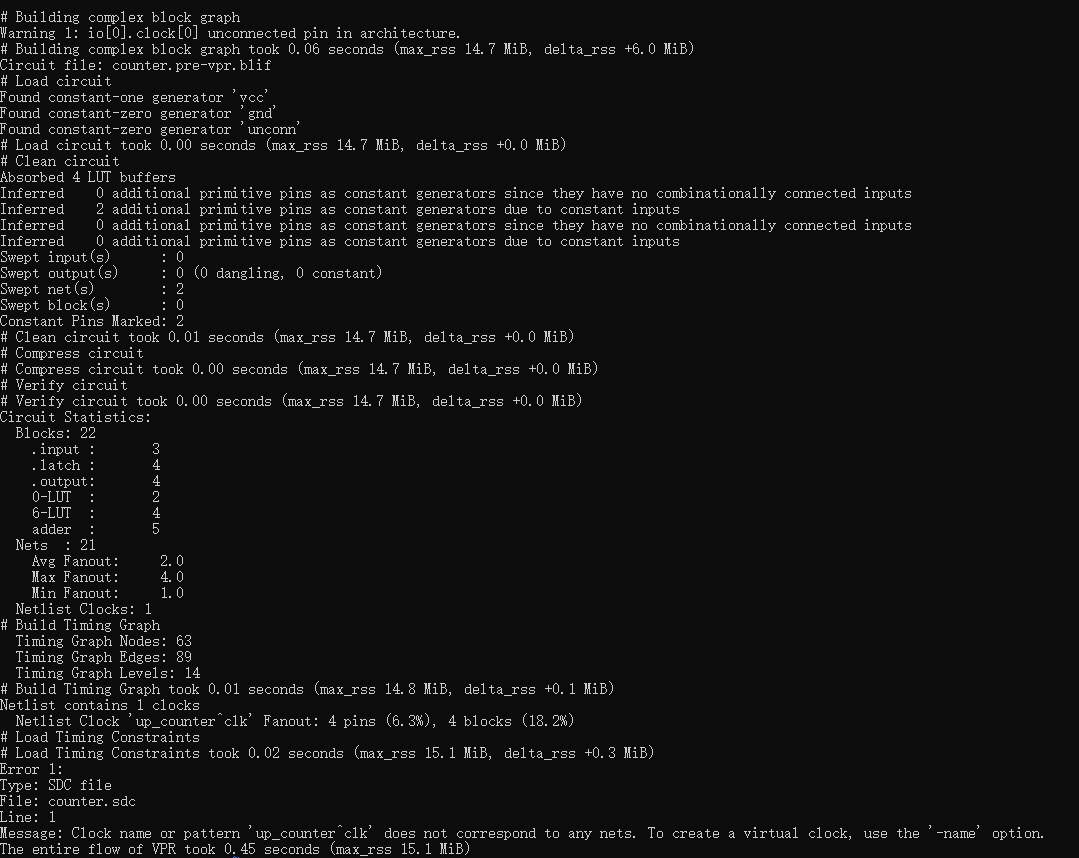 # Building complex block graph
Warning 1: io[0].clock[0] unconnected pin in architecture.
# Building complex block graph took 0.06 seconds (max_rss 14.7 MiB, delta_rss +6.0 MiB)
Circuit file: counter.pre-vpr.blif
# Load circuit
Found constant-one generator 'vcc'
Found constant-zero generator 'gnd'
Found constant-zero generator 'unconn'
# Load circuit took 0.00 seconds (max_rss 14.7 MiB, delta_rss +0.0 MiB)
# Clean circuit
Absorbed 4 LUT buffers
Inferred    0 additional primitive pins as constant generators since they have no combinationally connected inputs
Inferred    2 additional primitive pins as constant generators due to constant inputs
Inferred    0 additional primitive pins as constant generators since they have no combinationally connected inputs
Inferred    0 additional primitive pins as constant generators due to constant inputs
Swept input(s)      : 0
Swept output(s)     : 0 (0 dangling, 0 constant)
Swept net(s)        : 2
Swept block(s)      : 0
Constant Pins Marked: 2
# Clean circuit took 0.01 seconds (max_rss 14.7 MiB, delta_rss +0.0 MiB)
# Compress circuit
# Compress circuit took 0.00 seconds (max_rss 14.7 MiB, delta_rss +0.0 MiB)
# Verify circuit
# Verify circuit took 0.00 seconds (max_rss 14.7 MiB, delta_rss +0.0 MiB)
Circuit Statistics:
  Blocks: 22
    .input :       3
    .latch :       4
    .output:       4
    0-LUT  :       2
    6-LUT  :       4
    adder  :       5
  Nets  : 21
    Avg Fanout:     2.0
    Max Fanout:     4.0
    Min Fanout:     1.0
  Netlist Clocks: 1
# Build Timing Graph
  Timing Graph Nodes: 63
  Timing Graph Edges: 89
  Timing Graph Levels: 14
# Build Timing Graph took 0.01 seconds (max_rss 14.8 MiB, delta_rss +0.1 MiB)
Netlist contains 1 clocks
  Netlist Clock 'up_counter^clk' Fanout: 4 pins (6.3%), 4 blocks (18.2%)
# Load Timing Constraints
# Load Timing Constraints took 0.02 seconds (max_rss 15.1 MiB, delta_rss +0.3 MiB)
Error 1:
Type: SDC file
File: counter.sdc
Line: 1
Message: Clock name or pattern 'up_counter^clk' does not correspond to any nets. To create a virtual clock, use the '-name' option.
The entire flow of VPR took 0.45 seconds (max_rss 15.1 MiB)